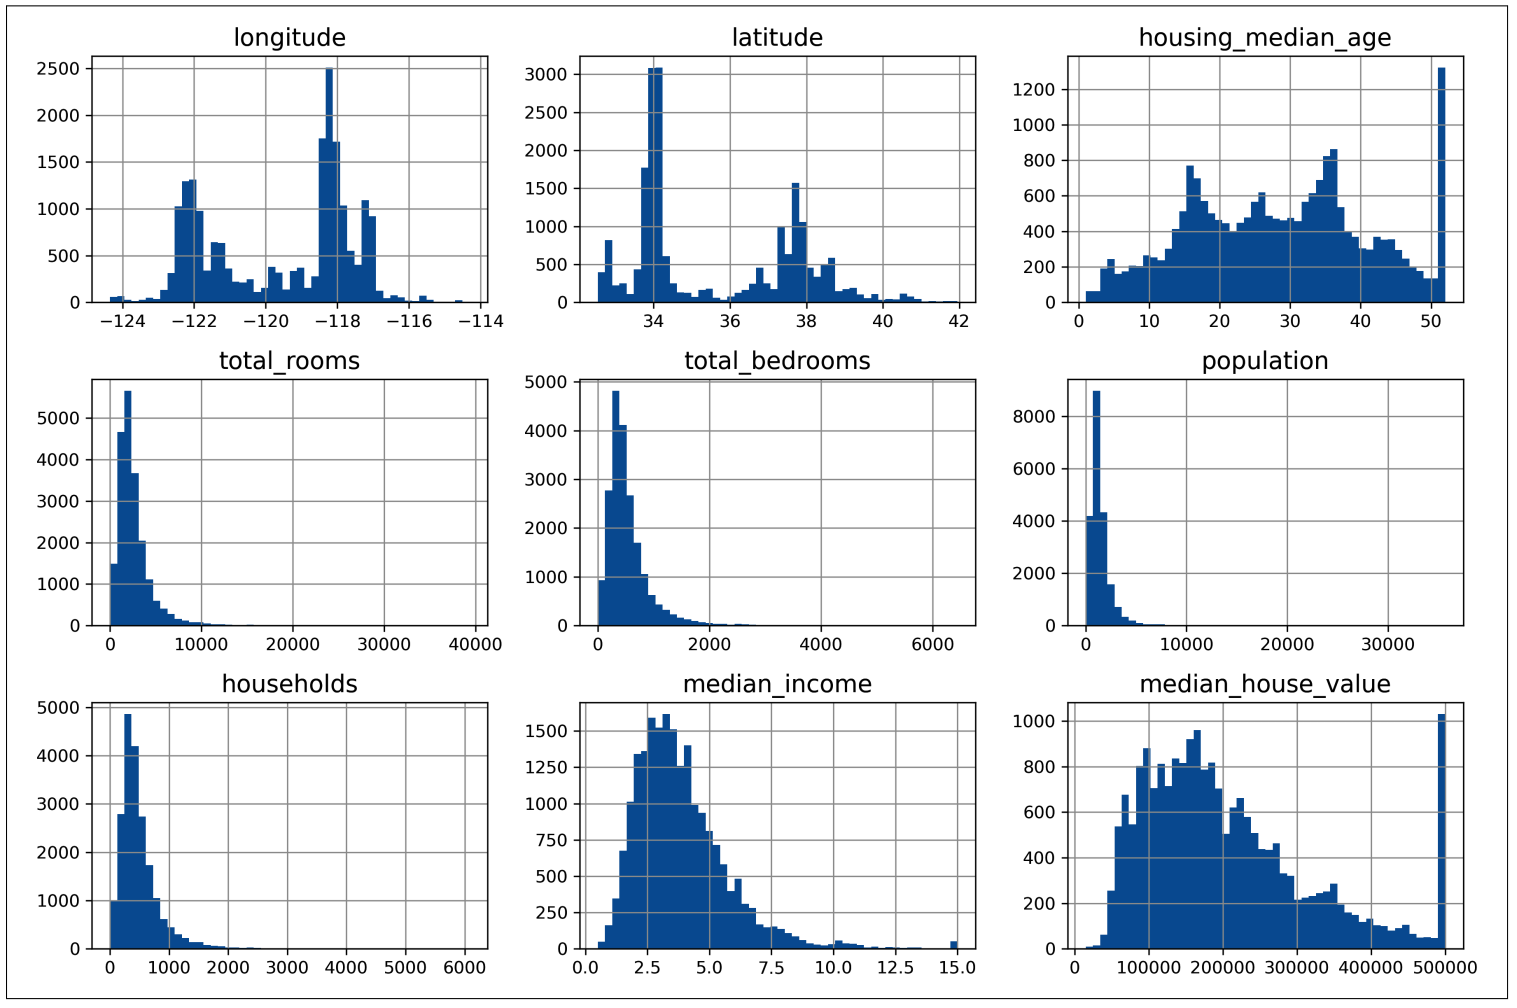 longitude latitude housing_median_age
2500 3000 1200
2000 2500 1000
1500 2000 800
1000 1500 600
500 1000 400
0 500 200
0 0
−124 −122 −120 −118 −116 −114 34 36 38 40 42 0 10 20 30 40 50
total_rooms total_bedrooms population
5000 5000 8000
4000 4000 6000
3000 3000 4000
2000 2000 2000
1000 1000 0
0 0
0 10000 20000 30000 40000 0 2000 4000 6000 0 10000 20000 30000
households median_income median_house_value
5000 1500 1000
4000 1250 800
3000 1000 600
2000 750 400
1000 500 200
0 250 0
0
0 1000 2000 3000 4000 5000 6000 0.0 2.5 5.0 7.5 10.0 12.5 15.0 0 100000 200000 300000 400000 500000